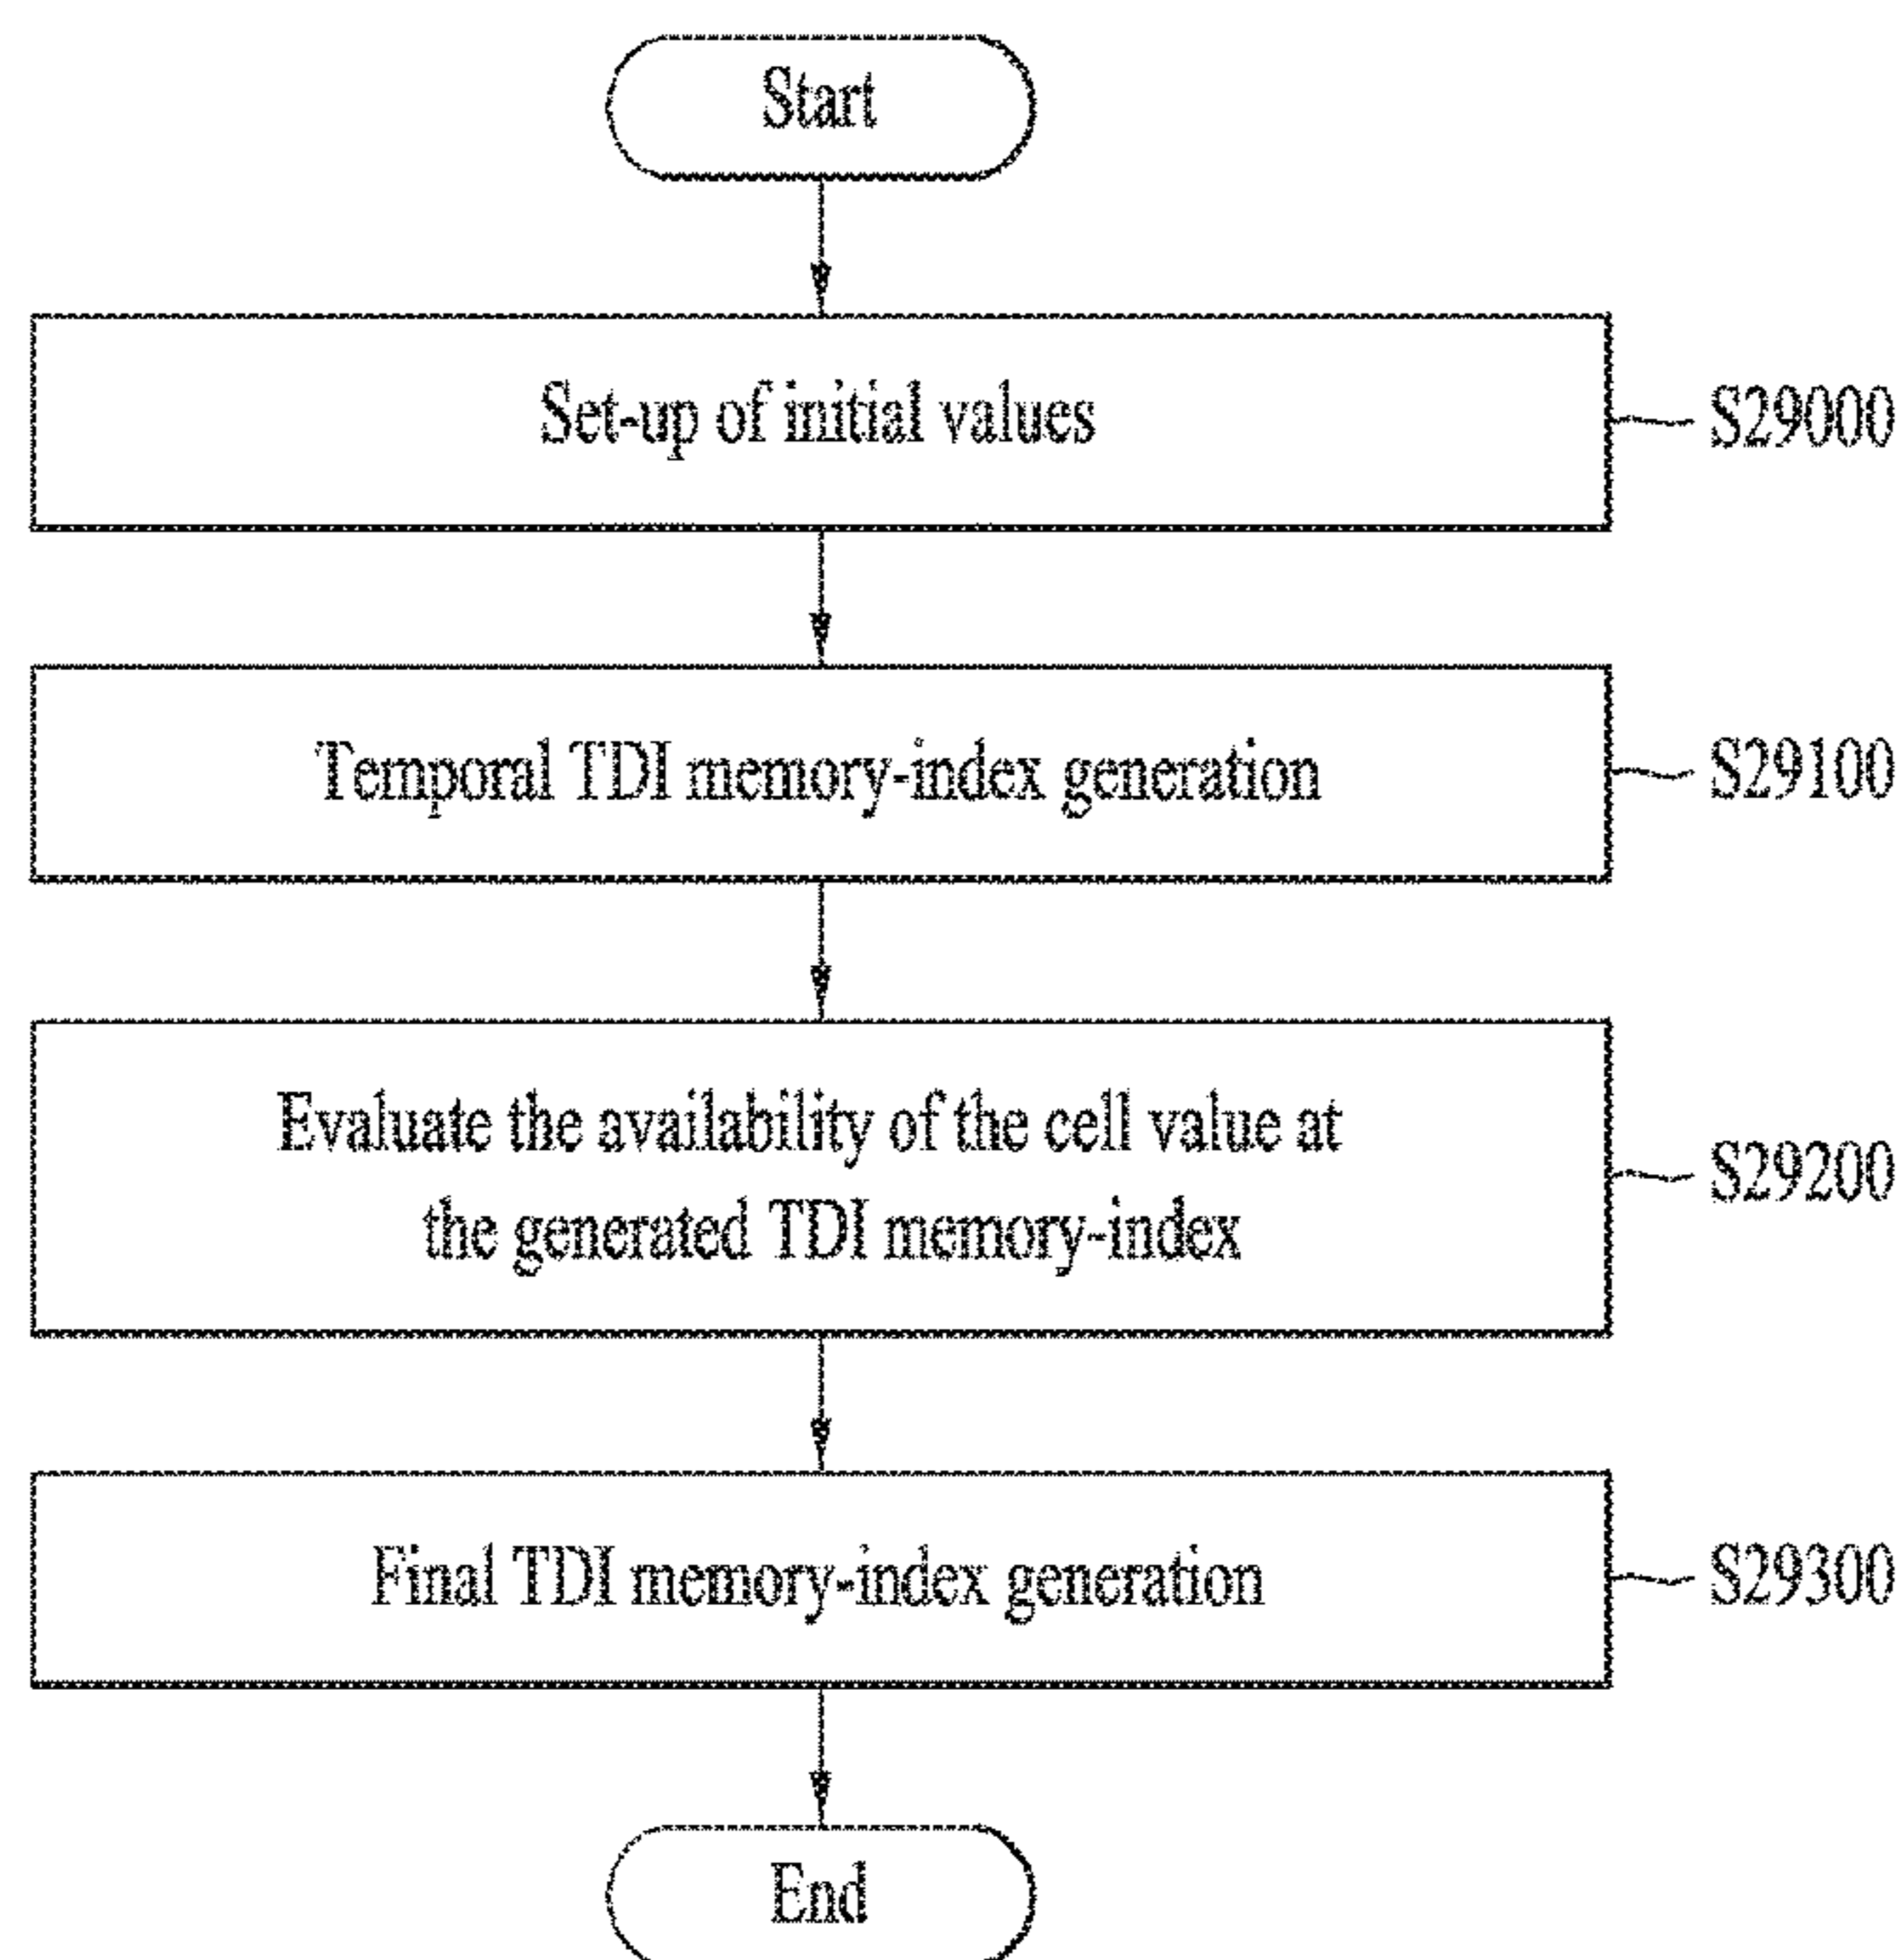 Start
Set-up of initial values
S29000
Temporal TDI memory-index generation
S29100
Evaluate the availability of the cell value at
the generated TDI memory-index
S29200
Final TDI memory-index generation
S29300
End